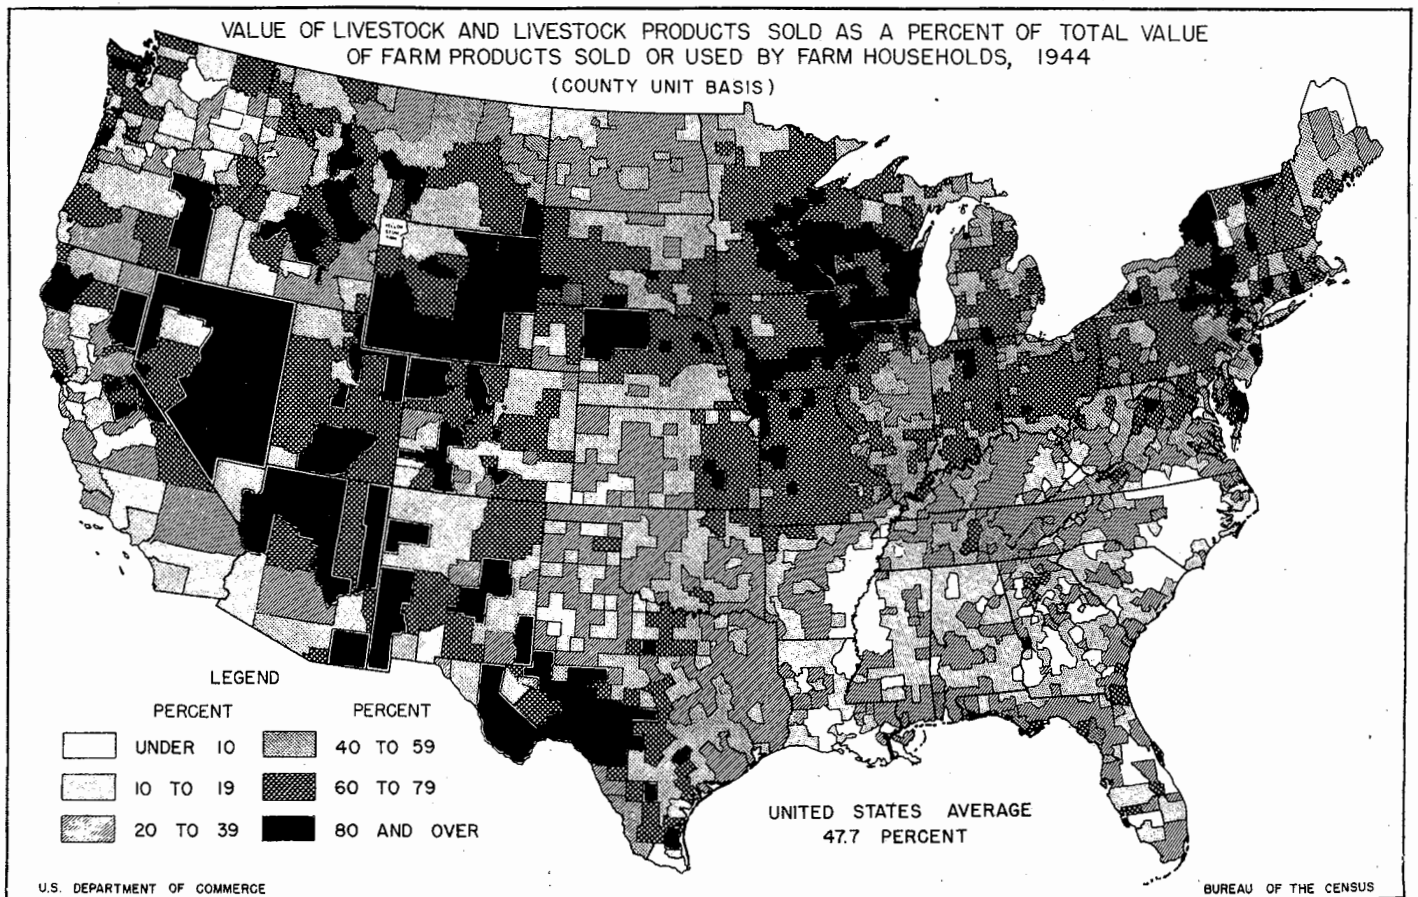 VALUE OF LIVESTOCK AND LIVESTOCK PRODUCTS SOLD AS A PERCENT OF TOTAL VALUE
OF FARM PRODUCTS SOLD OR USED BY FARM HOUSEHOLDS, 1944
(COUNTY UNIT BASIS)
YELLOW
STONE
PARK
LEGEND
PERCENT PERCENT
UNDER 10 40 TO 59
10 TO 19 60 TO 79
20 TO 39 80 AND OVER
UNITED STATES AVERAGE
47.7 PERCENT
U.S. DEPARTMENT OF COMMERCE BUREAU OF THE CENSUS